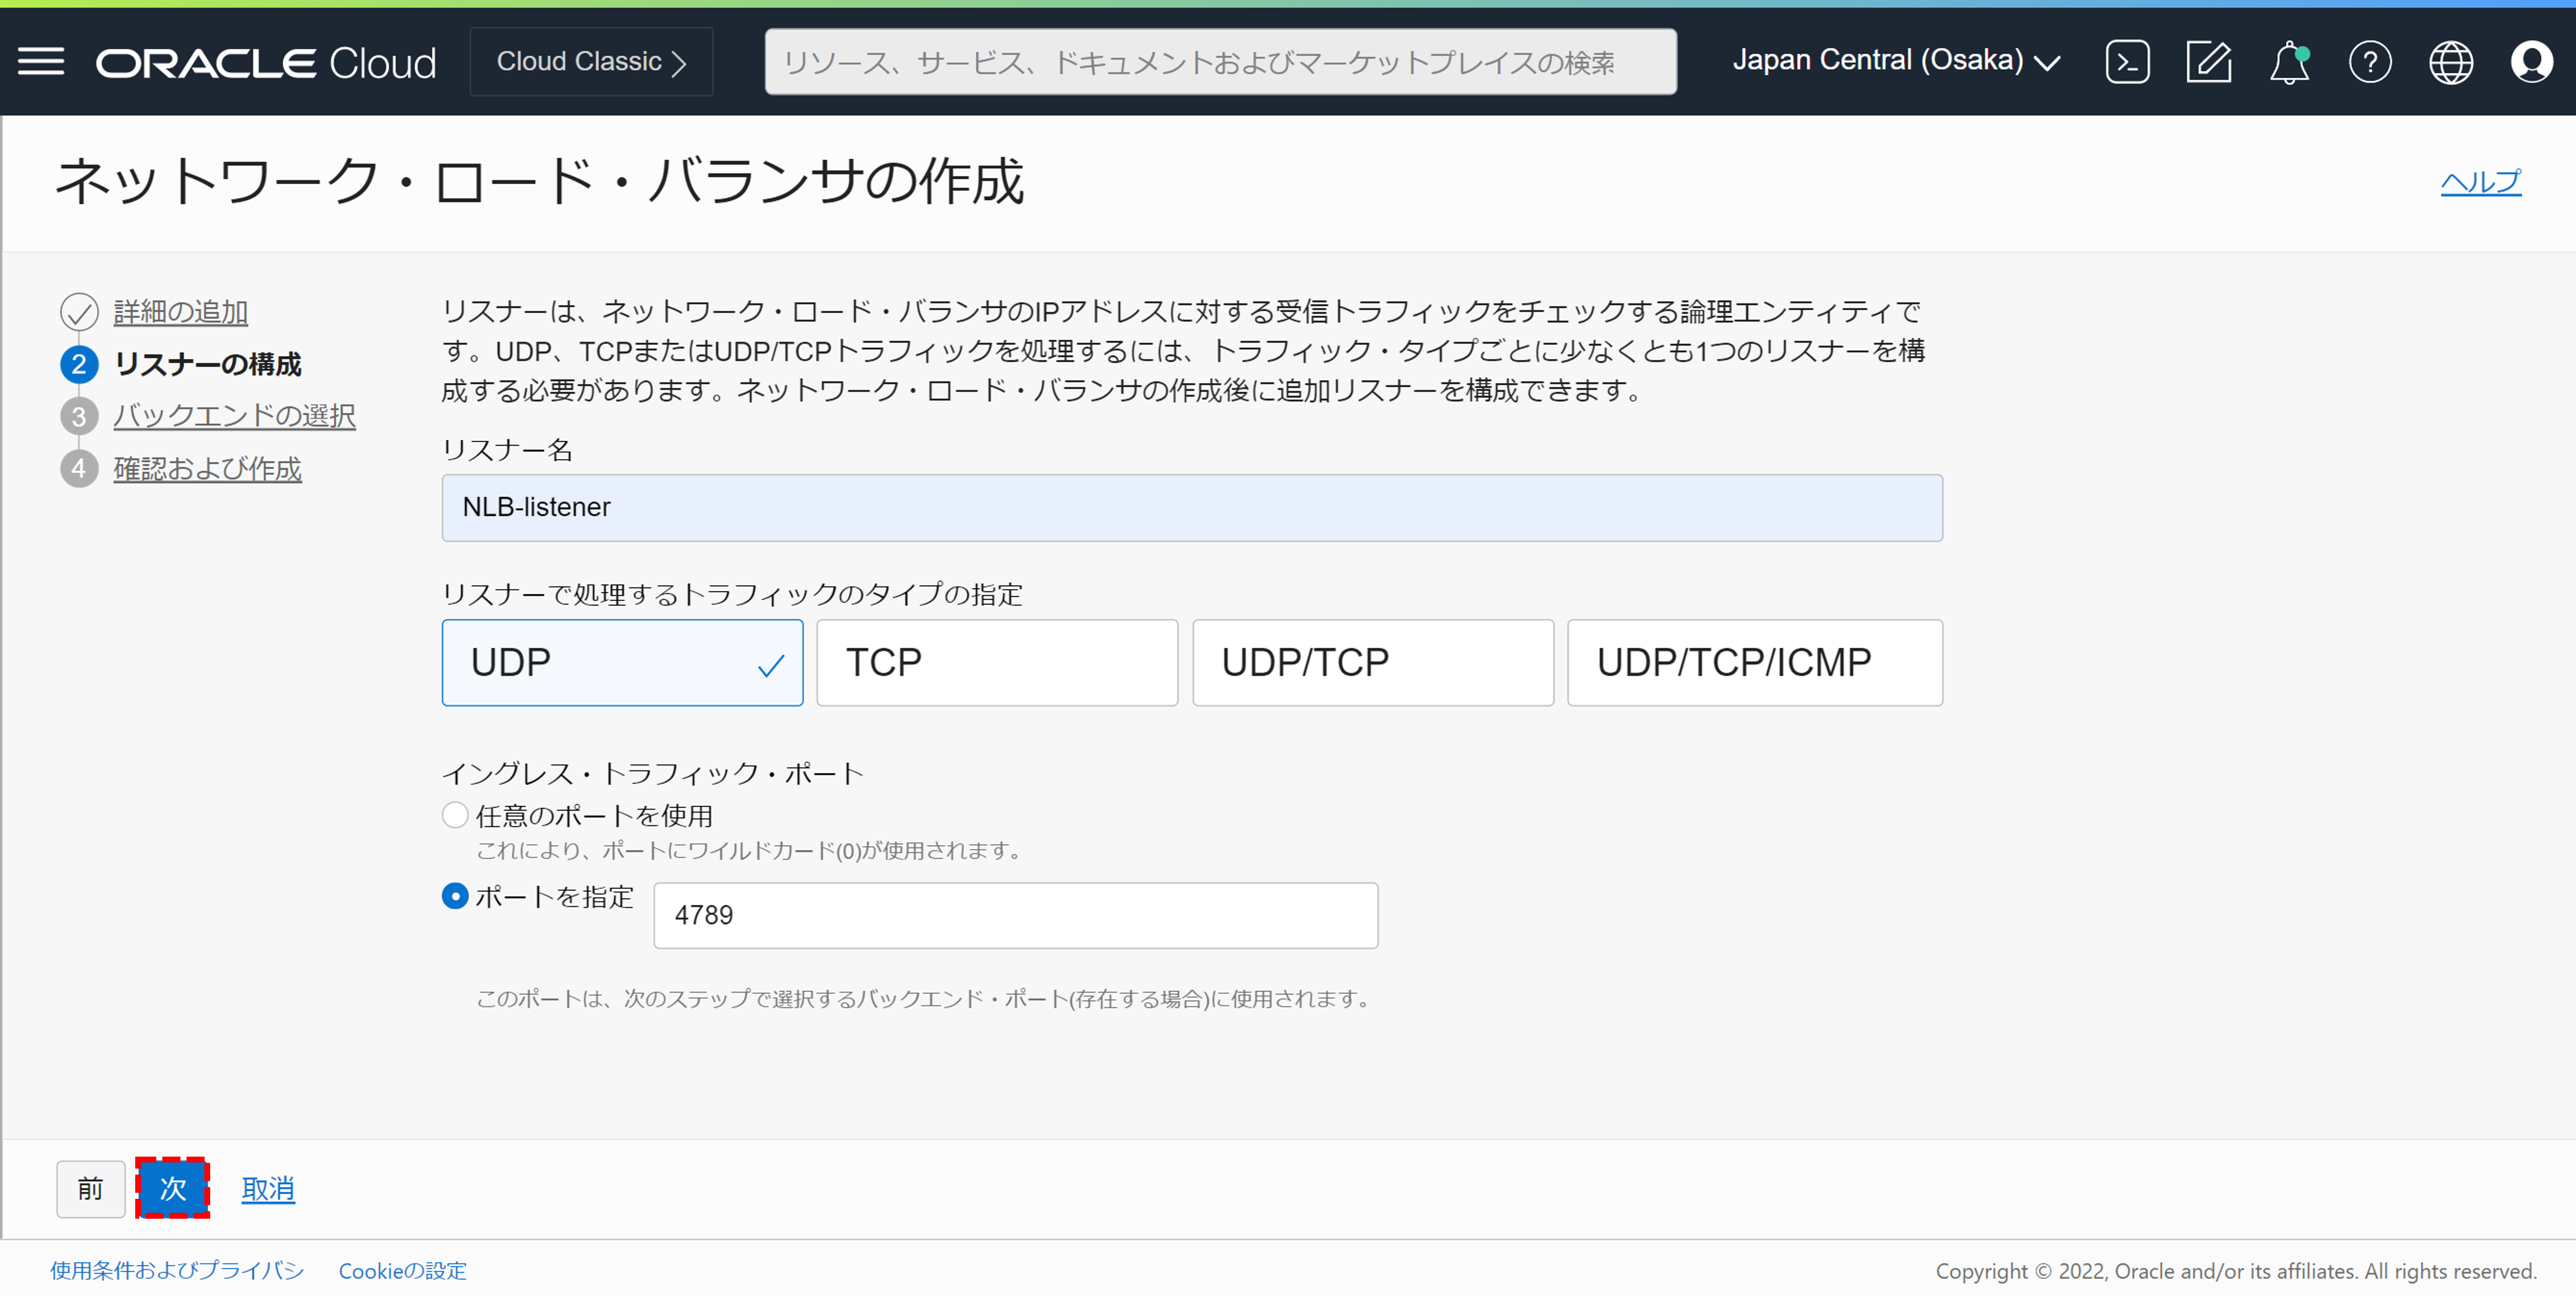 ORACLE Cloud
Cloud Classic
リソース、サービス、ドキュメントおよびマーケットプレイスの検索
Japan Central (Osaka)
ネットワーク・ロード・バランサの作成
ヘルプ
詳細の追加
2 リスナーの構成
3 バックエンドの選択
4 確認および作成
リスナーは、ネットワーク・ロード・バランサのIPアドレスに対する受信トラフィックをチェックする論理エンティティで
す。UDP、TCPまたはUDP/TCPトラフィックを処理するには、トラフィック・タイプごとに少なくとも1つのリスナーを構
成する必要があります。ネットワーク・ロード・バランサの作成後に追加リスナーを構成できます。
リスナー名
NLB-listener
リスナーで処理するトラフィックのタイプの指定
UDP
TCP
UDP/TCP
UDP/TCP/ICMP
イングレス・トラフィック・ポート
任意のポートを使用
これにより、ポートにワイルドカード(0)が使用されます。
ポートを指定
4789
このポートは、次のステップで選択するバックエンド・ポート(存在する場合)に使用されます。
前
次
取消
使用条件およびプライバシ
Cookieの設定
Copyright © 2022, Oracle and/or its affiliates. All rights reserved.